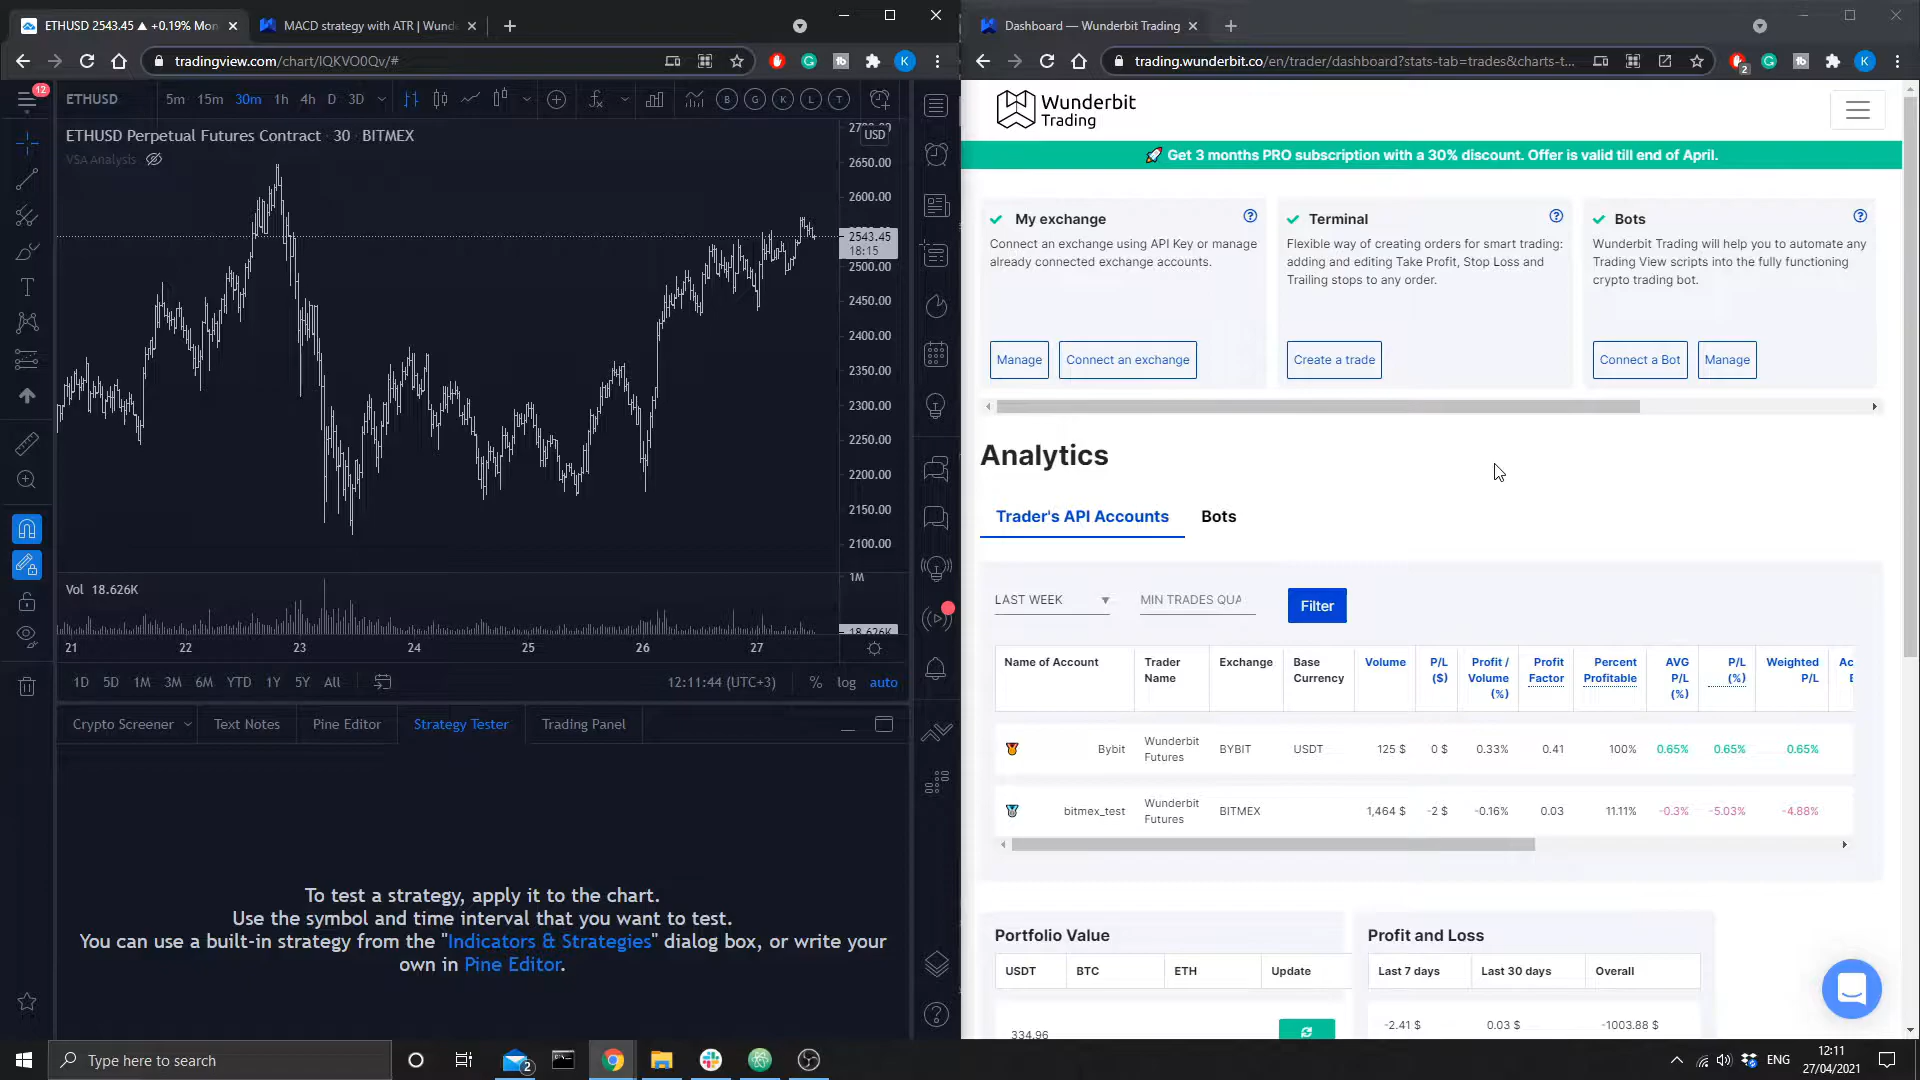 ETHUSD 2543.45 ▲ +0.19% Mon
MACD strategy with ATR | Wund
tradingview.com/chart/IQKVO0Qv/#
12
ETHUSD
5m 15m 30m 1h 4h D 3D
B G K L T
ETHUSD Perpetual Futures Contract · 30 · BITMEX
VSA Analysis
USD
2650.00
2600.00
2543.45
18:15
2500.00
2450.00
2400.00
2350.00
2300.00
2250.00
2200.00
2150.00
2100.00
1M
Vol 18.626K
18.626K
21 22 23 24 25 26 27
1D 5D 1M 3M 6M YTD 1Y 5Y All
12:11:44 (UTC+3) % log auto
Crypto Screener Text Notes Pine Editor Strategy Tester Trading Panel
To test a strategy, apply it to the chart.
Use the symbol and time interval that you want to test.
You can use a built-in strategy from the "Indicators & Strategies" dialog box, or write your
own in Pine Editor.
Dashboard — Wunderbit Trading
trading.wunderbit.co/en/trader/dashboard?stats-tab=trades&charts-t...
2
K
Wunderbit
Trading
Get 3 months PRO subscription with a 30% discount. Offer is valid till end of April.
My exchange
Connect an exchange using API Key or manage
already connected exchange accounts.
Manage Connect an exchange
Terminal
Flexible way of creating orders for smart trading:
adding and editing Take Profit, Stop Loss and
Trailing stops to any order.
Create a trade
Bots
Wunderbit Trading will help you to automate any
Trading View scripts into the fully functioning
crypto trading bot.
Connect a Bot Manage
Analytics
Trader's API Accounts Bots
LAST WEEK MIN TRADES QUA Filter
Name of Account Trader Name Exchange Base Currency Volume P/L ($) Profit / Volume (%) Profit Factor Percent Profitable AVG P/L (%) P/L (%) Weighted P/L
Bybit Wunderbit Futures BYBIT USDT 125 $ 0 $ 0.33% 0.41 100% 0.65% 0.65% 0.65%
bitmex_test Wunderbit Futures BITMEX 1,464 $ -2 $ -0.16% 0.03 11.11% -0.3% -5.03% -4.88%
Portfolio Value
USDT BTC ETH Update
334.96
Profit and Loss
Last 7 days Last 30 days Overall
-2.41 $ 0.03 $ -1003.88 $
Type here to search
2
ENG
12:11
27/04/2021